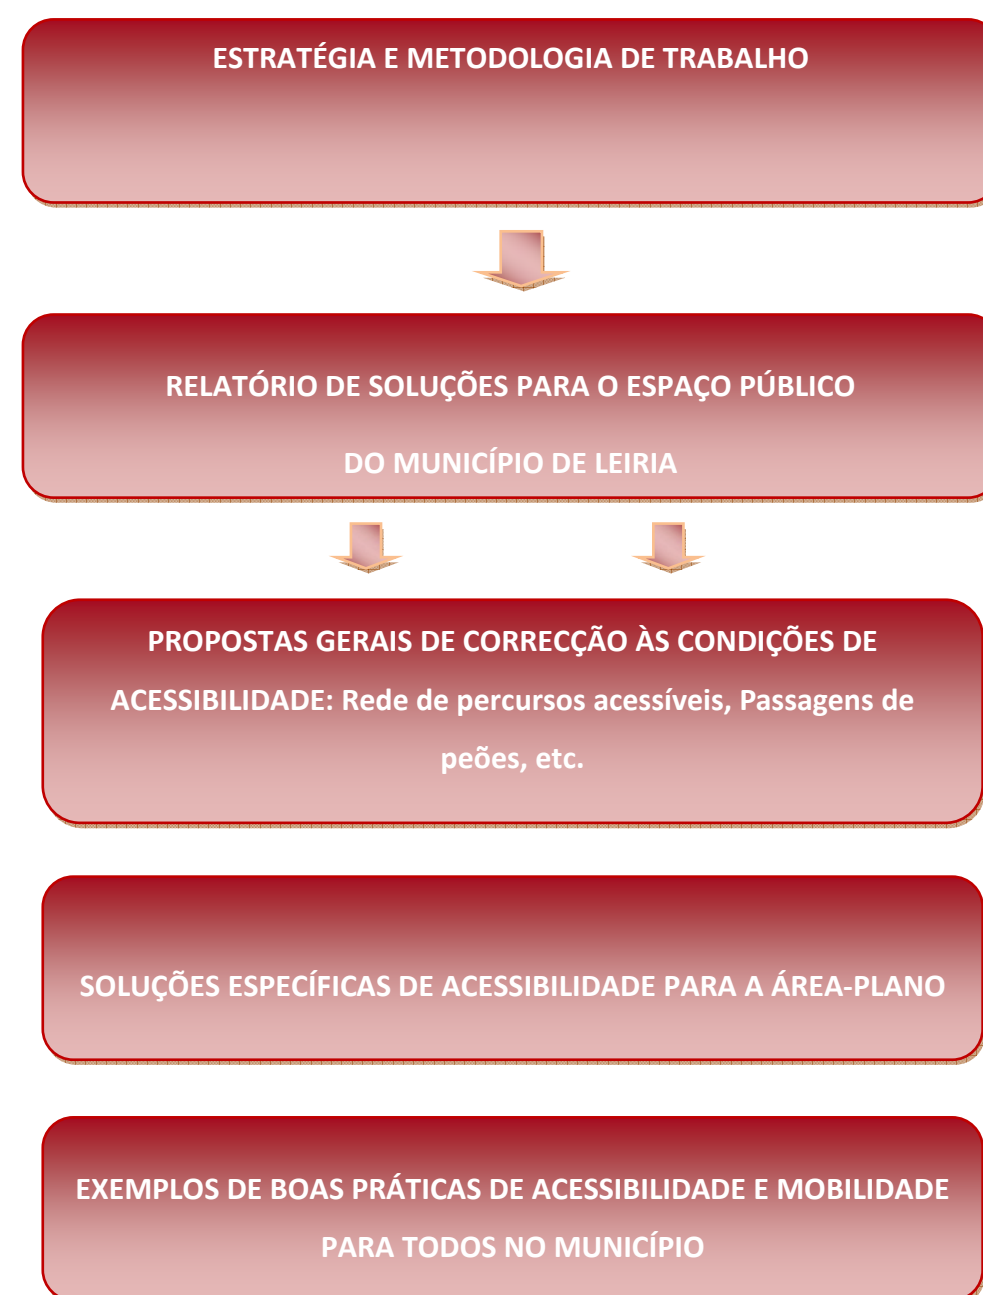 ESTRATÉGIA E METODOLOGIA DE TRABALHO
RELATÓRIO DE SOLUÇÕES PARA O ESPAÇO PÚBLICO
DO MUNICÍPIO DE LEIRIA
PROPOSTAS GERAIS DE CORRECÇÃO ÀS CONDIÇÕES DE
ACESSIBILIDADE: Rede de percursos acessíveis, Passagens de
peões, etc.
SOLUÇÕES ESPECÍFICAS DE ACESSIBILIDADE PARA A ÁREA-PLANO
EXEMPLOS DE BOAS PRÁTICAS DE ACESSIBILIDADE E MOBILIDADE
PARA TODOS NO MUNICÍPIO